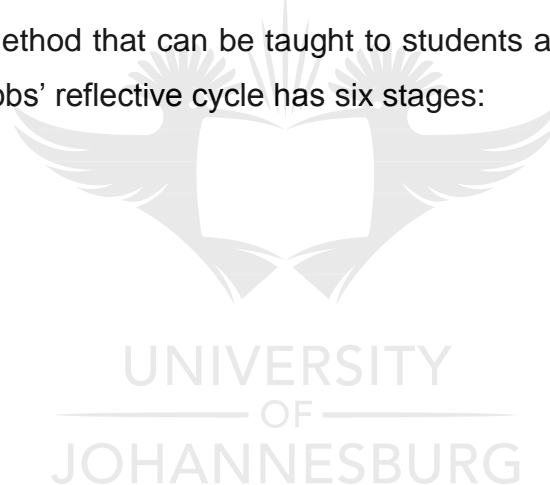 ethod that can be taught to students a
bbs' reflective cycle has six stages:
UNIVERSITY
OF
JOHANNESBURG